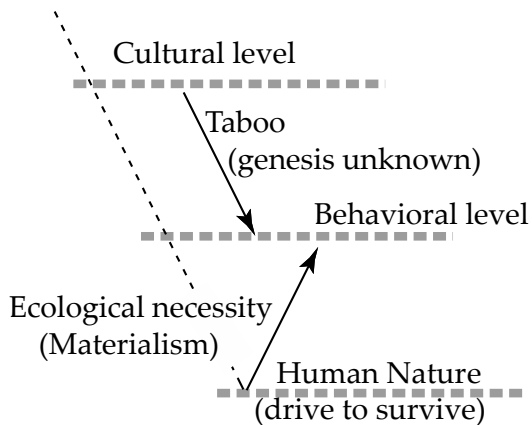 Cultural level
Taboo
(genesis unknown)
Behavioral level
Ecological necessity
(Materialism)
Human Nature
(drive to survive)